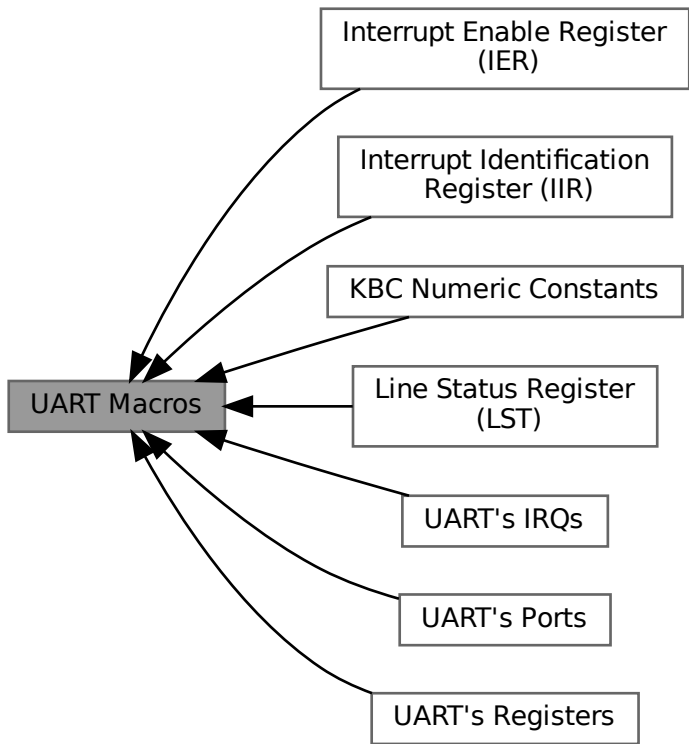 Interrupt Enable Register
(IER)
Interrupt Identification
Register (IIR)
KBC Numeric Constants
UART Macros
Line Status Register
(LST)
UART's IRQs
UART's Ports
UART's Registers